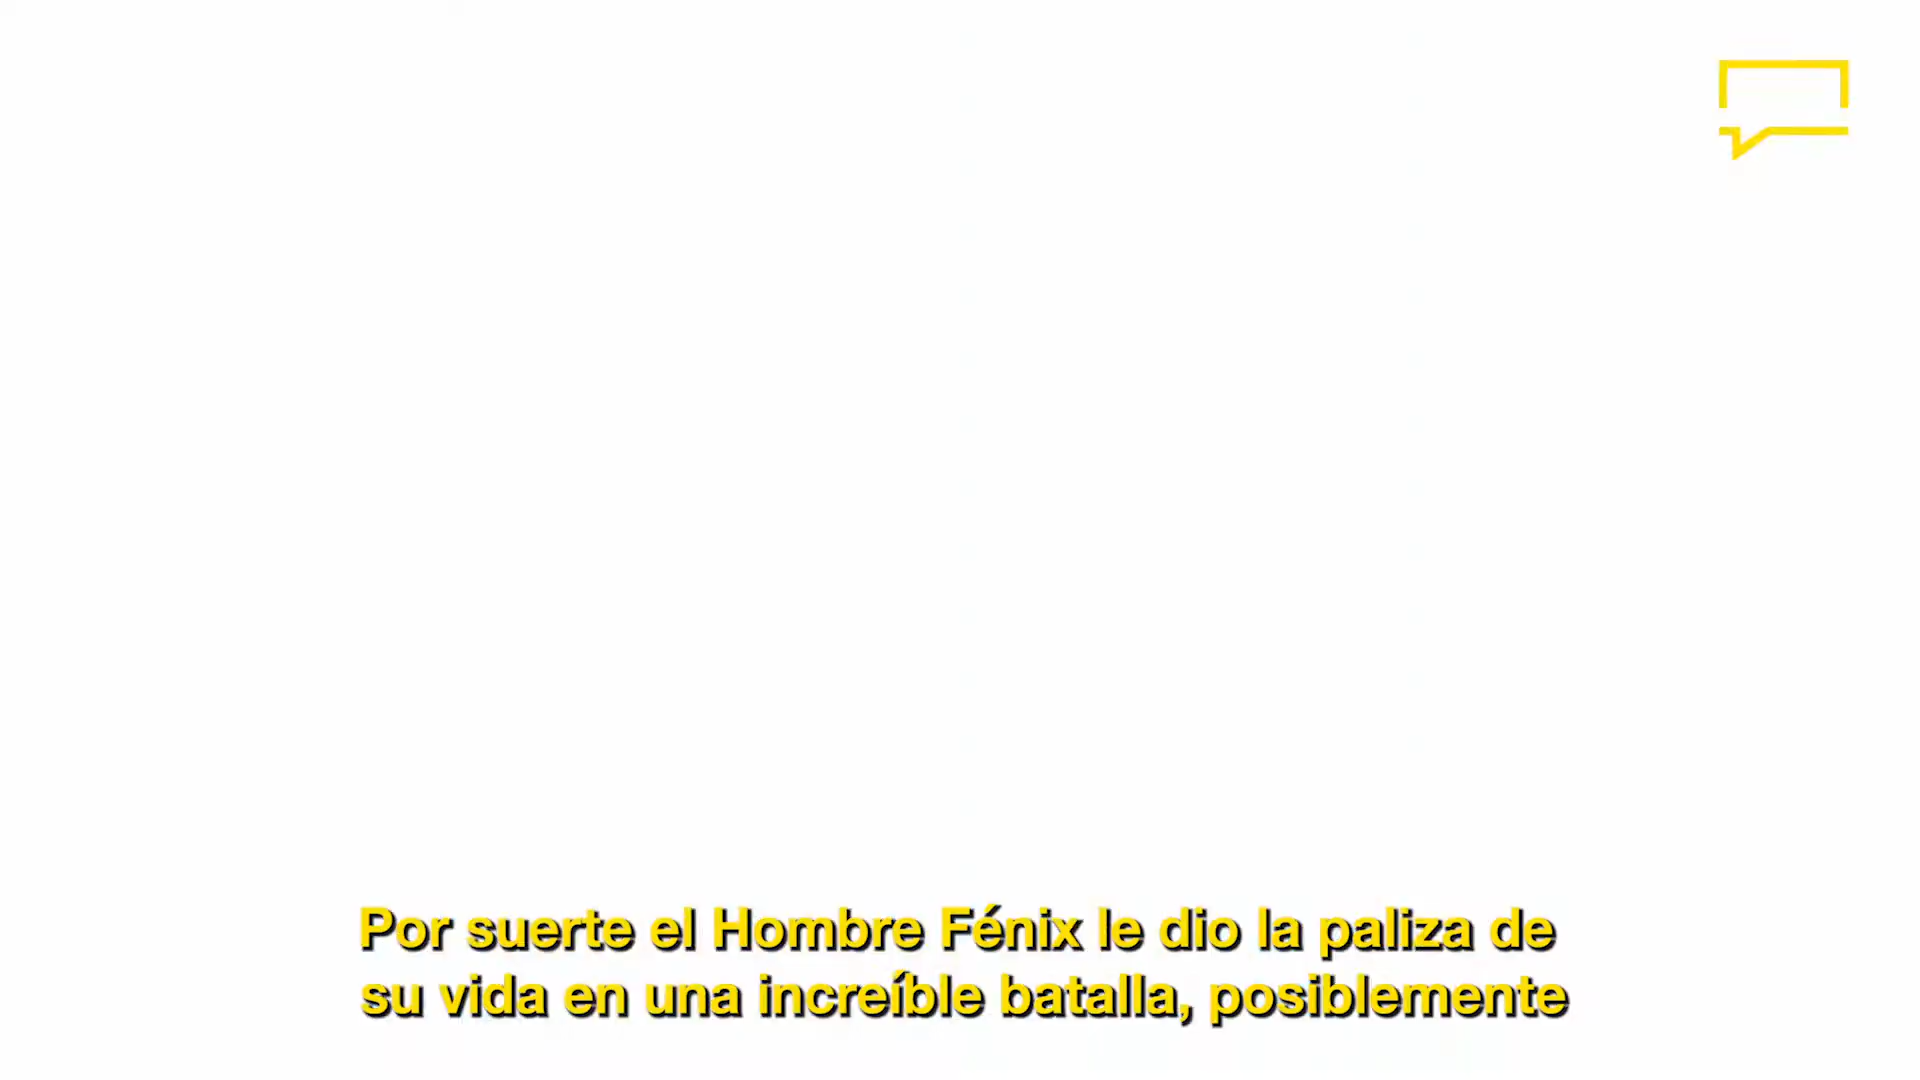 Por suerte el Hombre Fénix le dio la paliza de
su vida en una increíble batalla, posiblemente